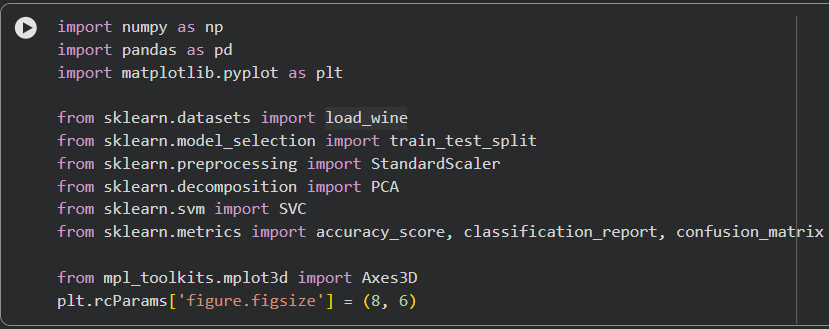 import numpy as np
import pandas as pd
import matplotlib.pyplot as plt
from sklearn.datasets import load_wine
from sklearn.model_selection import train_test_split
from sklearn.preprocessing import StandardScaler
from sklearn.decomposition import PCA
from sklearn.svm import SVC
from sklearn.metrics import accuracy_score, classification_report, confusion_matrix
from mpl_toolkits.mplot3d import Axes3D
plt.rcParams['figure.figsize'] = (8, 6)